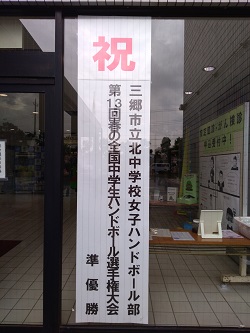 祝
三郷市立北中学校女子ハンドボール部
第13回春の全国中学生ハンドボール選手権大会
準優勝